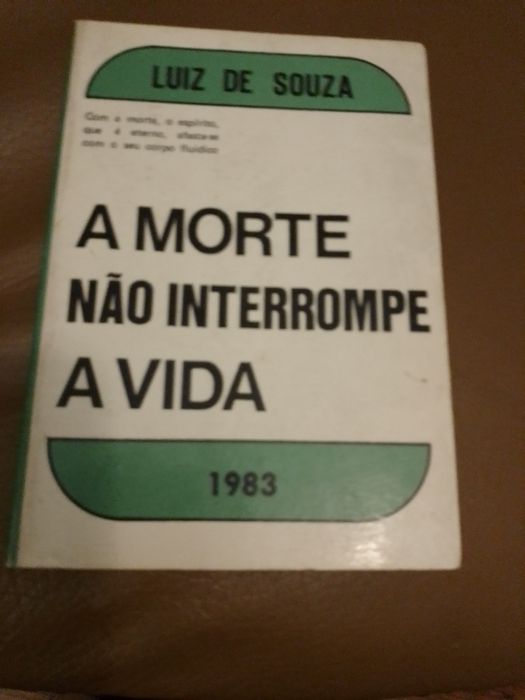 LUIZ DE SOUZA
Com a morte, o espírito,
que é eterno, afasta-se
com o seu corpo fluídico
A MORTE
NÃO INTERROMPE
A VIDA
1983